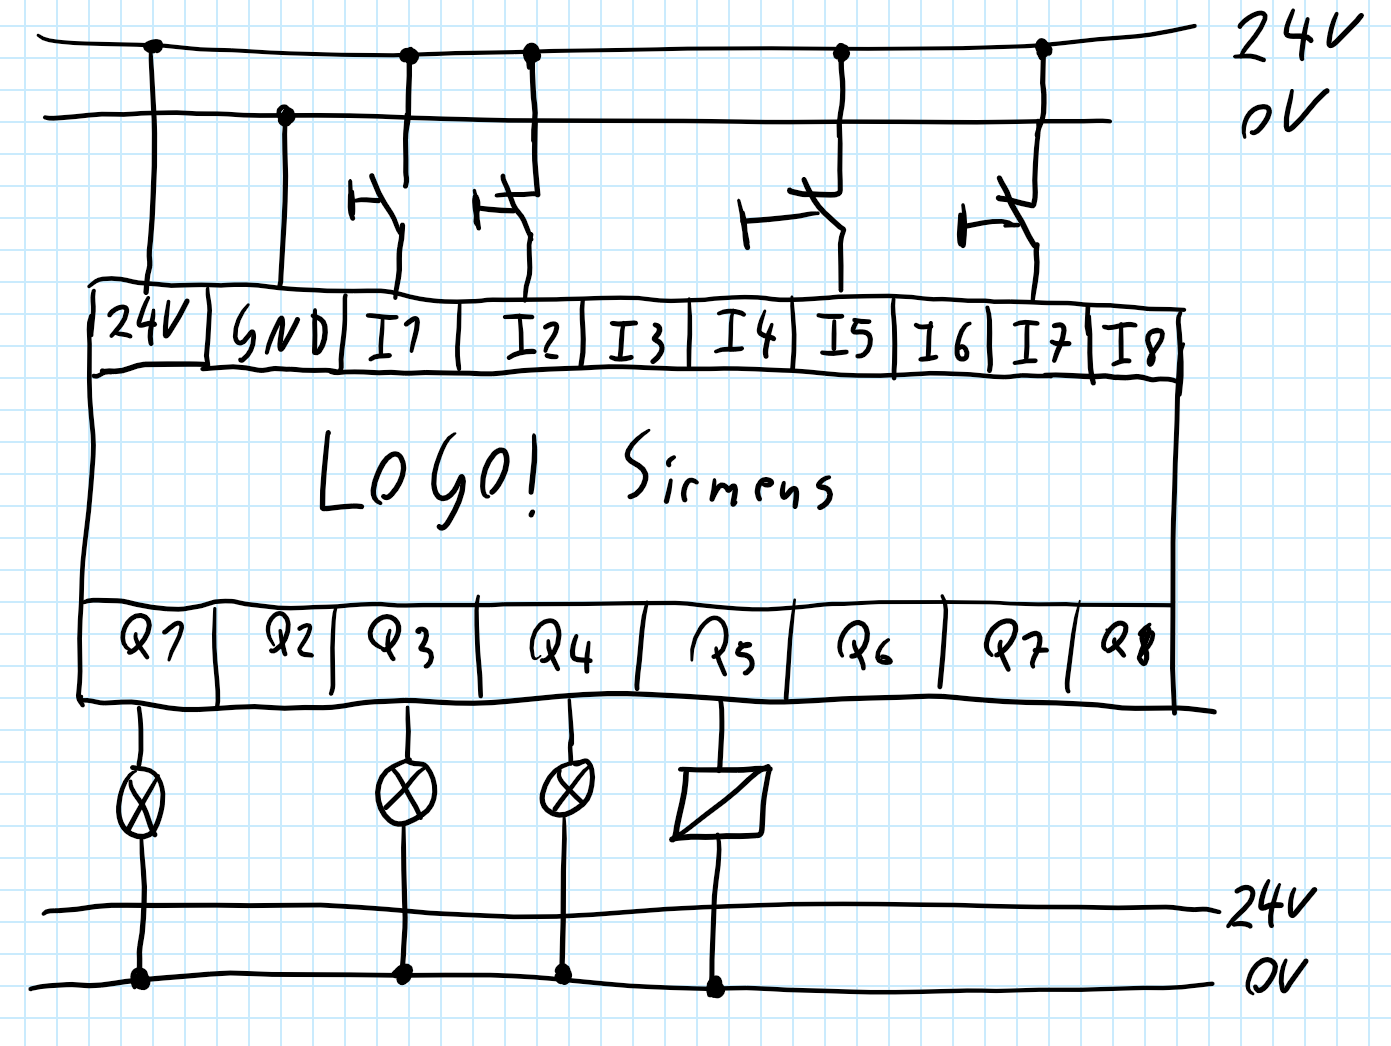 24V
0V
24V GND I1 I2 I3 I4 I5 I6 I7 I8
LOGO! Sirmens
Q1 Q2 Q3 Q4 Q5 Q6 Q7 Q8
24V
0V